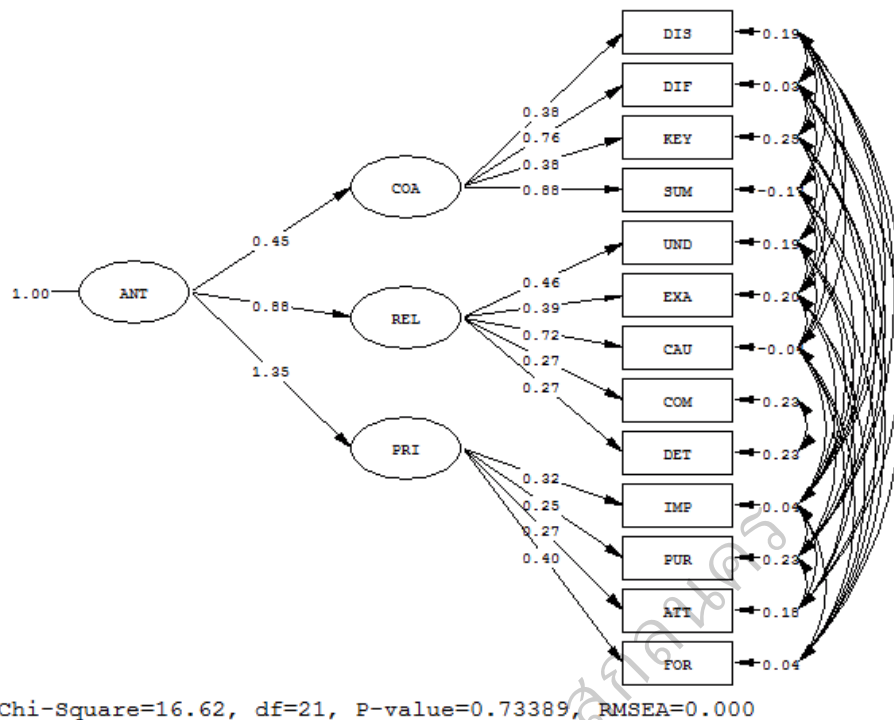 DIS 0.19
DIF 0.03
0.38
KEY
0.76
0.38
COA SUM
0.88
UND 0.19
0.45
0.46
1.00 ANT EXA 0.20
0.88 REL 0.39
0.72 CAU
0.27
0.27 COM 0.23
1.35
PRI DET 0.23
0.32
IMP 0.04
0.25
0.27
PUR 0.23
0.40
ATT 0.18
FOR 0.04
Chi-Square=16.62, df=21, P-value=0.73389, RMSEA=0.000